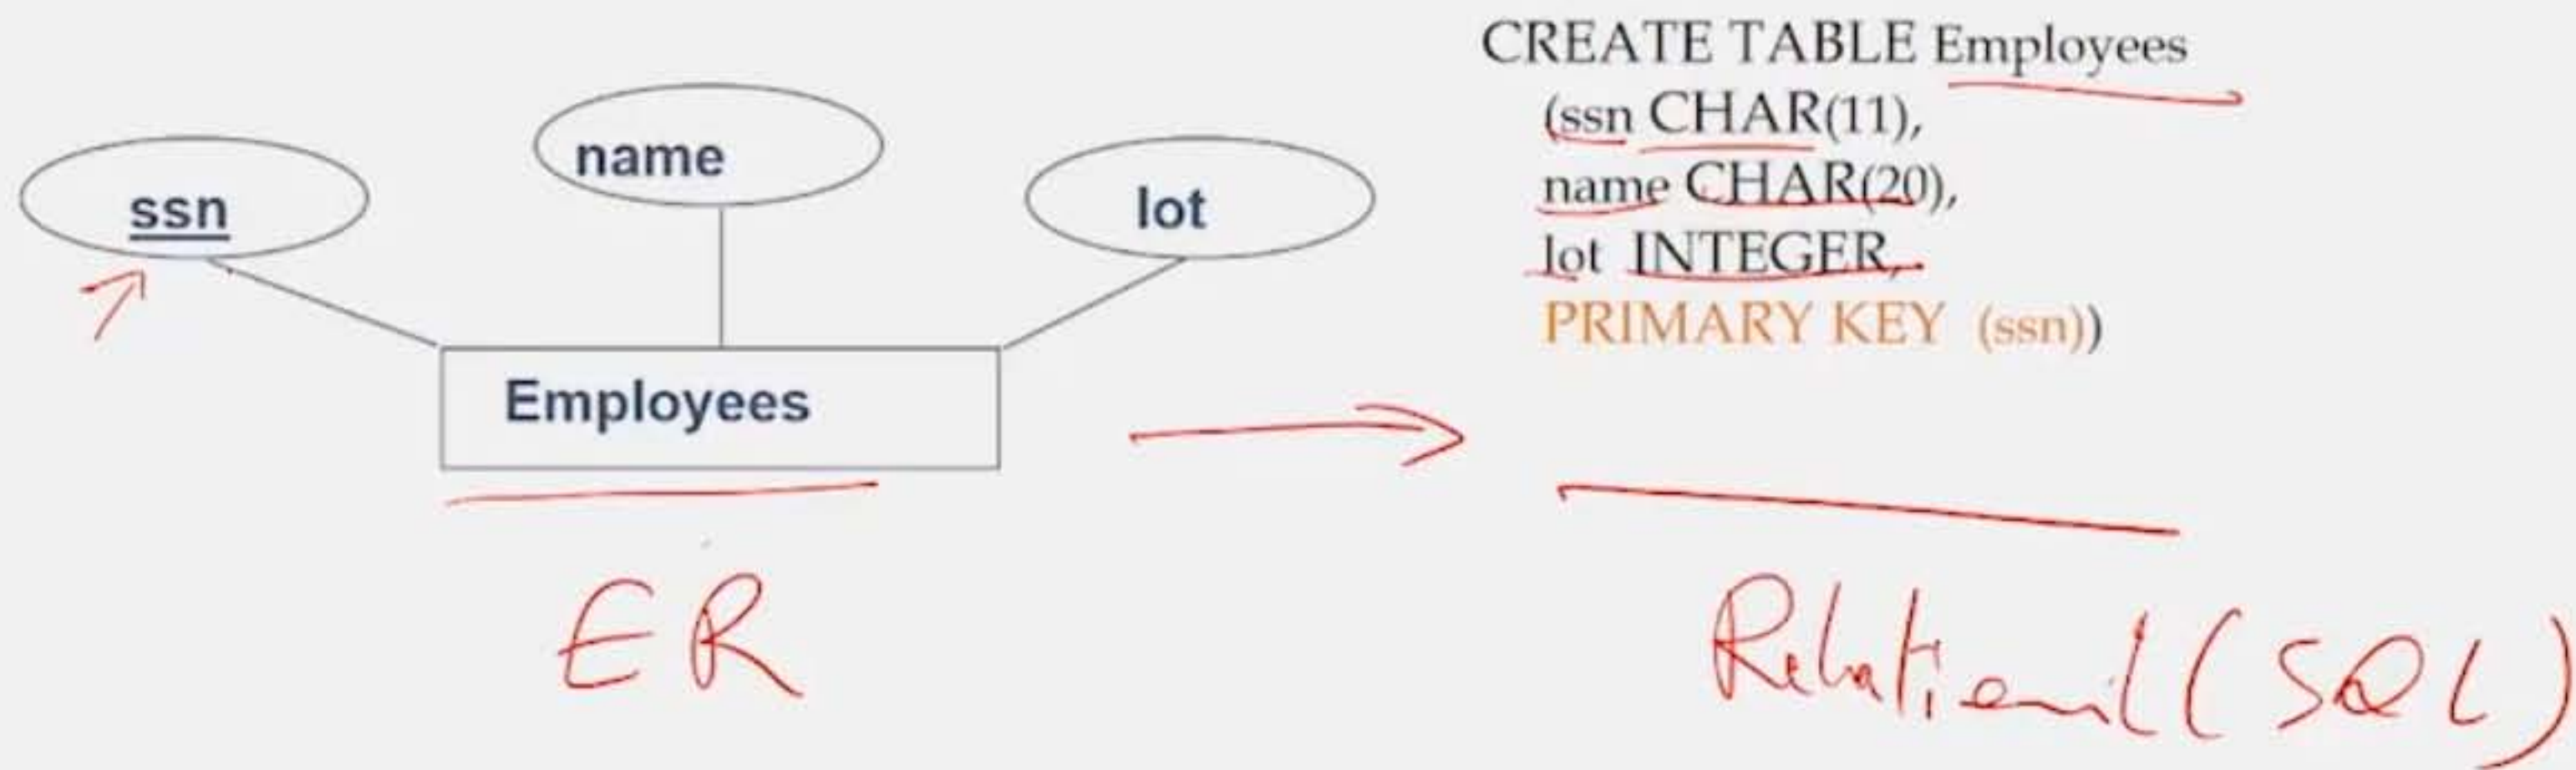 ssn
name
lot
Employees
ER
CREATE TABLE Employees
(ssn CHAR(11),
name CHAR(20),
lot INTEGER,
PRIMARY KEY (ssn))
Relational (SQL)